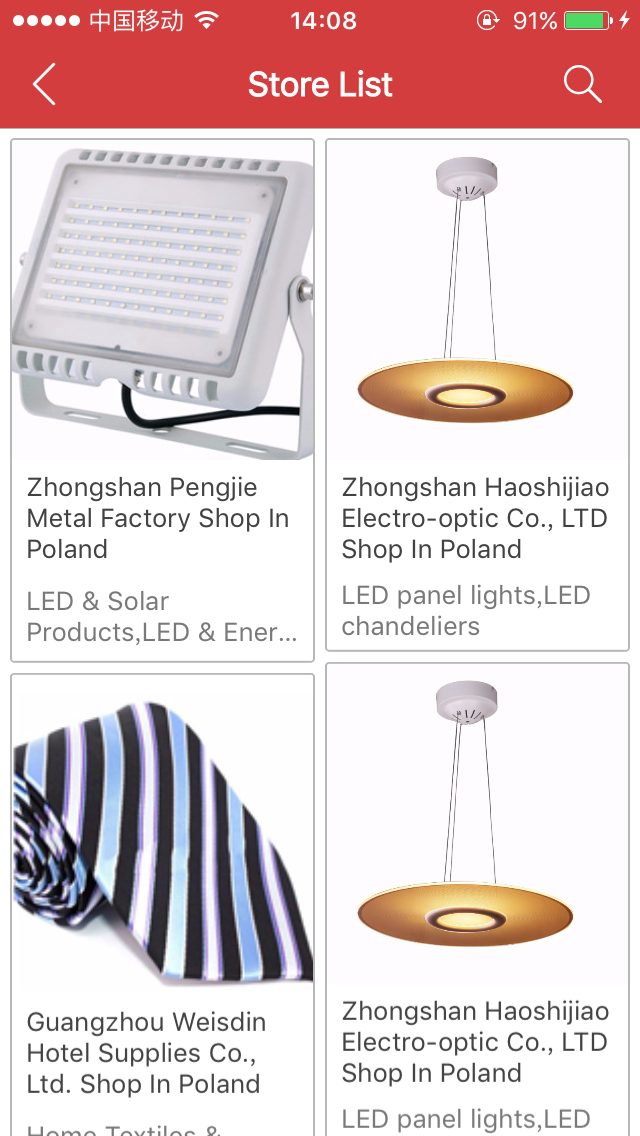 中国移动 14:08 91%
Store List
Zhongshan Pengjie
Metal Factory Shop In
Poland
LED & Solar
Products,LED & Ener...
Zhongshan Haoshijiao
Electro-optic Co., LTD
Shop In Poland
LED panel lights,LED
chandeliers
Guangzhou Weisdin
Hotel Supplies Co.,
Ltd. Shop In Poland
Home Textiles &
Zhongshan Haoshijiao
Electro-optic Co., LTD
Shop In Poland
LED panel lights,LED